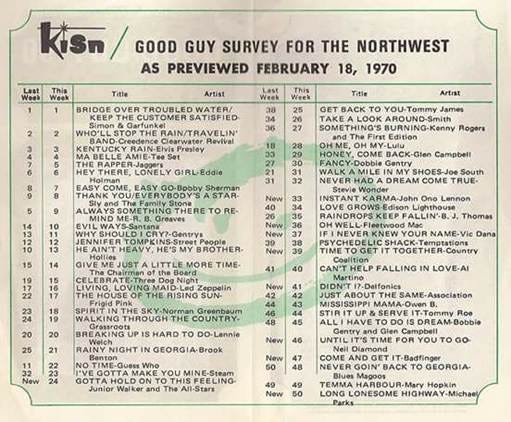 KISN / GOOD GUY SURVEY FOR THE NORTHWEST
AS PREVIEWED FEBRUARY 18, 1970
Last Week This Week Title Artist
1 1 BRIDGE OVER TROUBLED WATER/
KEEP THE CUSTOMER SATISFIED-
Simon & Garfunkel
2 2 WHO'LL STOP THE RAIN/TRAVELIN'
BAND-Creedence Clearwater Revival
3 3 KENTUCKY RAIN-Elvis Presley
4 4 MA BELLE AMIE-Tee Set
7 5 THE RAPPER-Jaggers
6 6 HEY THERE, LONELY GIRL-Eddie
Holman
8 7 EASY COME, EASY GO-Bobby Sherman
9 8 THANK YOU/EVERYBODY'S A STAR-
Sly and The Family Stone
5 9 ALWAYS SOMETHING THERE TO RE-
MIND ME-R. B. Greaves
14 10 EVIL WAYS-Santana
13 11 WHY SHOULD I CRY-Gentrys
12 12 JENNIFER TOMPKINS-Street People
10 13 HE AIN'T HEAVY, HE'S MY BROTHER-
Hollies
15 14 GIVE ME JUST A LITTLE MORE TIME-
The Chairman of the Board
19 15 CELEBRATE-Three Dog Night
17 16 LIVING, LOVING MAID-Led Zeppelin
22 17 THE HOUSE OF THE RISING SUN-
Frigid Pink
23 18 SPIRIT IN THE SKY-Norman Greenbaum
24 19 WALKING THROUGH THE COUNTRY-
Grassroots
20 20 BREAKING UP IS HARD TO DO-Lennie
Welch
25 21 RAINY NIGHT IN GEORGIA-Brook
Benton
11 22 NO TIME-Guess Who
32 23 I'VE GOTTA MAKE YOU MINE-Steam
New 24 GOTTA HOLD ON TO THIS FEELING-
Junior Walker and The All-Stars
Last Week This Week Title Artist
38 25 GET BACK TO YOU-Tommy James
34 26 TAKE A LOOK AROUND-Smith
36 27 SOMETHING'S BURNING-Kenny Rogers
and The First Edition
18 28 OH ME, OH MY-Lulu
33 29 HONEY, COME BACK-Glen Campbell
27 30 FANCY-Bobbie Gentry
21 31 WALK A MILE IN MY SHOES-Joe South
31 32 NEVER HAD A DREAM COME TRUE-
Stevie Wonder
New 33 INSTANT KARMA-John Ono Lennon
40 34 LOVE GROWS-Edison Lighthouse
26 35 RAINDROPS KEEP FALLIN'-B. J. Thomas
New 36 OH WELL-Fleetwood Mac
New 37 IF I NEVER KNEW YOUR NAME-Vic Dana
39 38 PSYCHEDELIC SHACK-Temptations
New 39 TIME TO GET IT TOGETHER-Country
Coalition
41 40 CAN'T HELP FALLING IN LOVE-Al
Martino
New 41 DIDN'T I?-Delfonics
42 42 JUST ABOUT THE SAME-Association
44 43 MISSISSIPPI MAMA-Owen B.
46 44 STIR IT UP & SERVE IT-Tommy Roe
48 45 ALL I HAVE TO DO IS DREAM-Bobbie
Gentry and Glen Campbell
New 46 UNTIL IT'S TIME FOR YOU TO GO-
Neil Diamond
New 47 COME AND GET IT-Badfinger
50 48 NEVER GOIN' BACK TO GEORGIA-
Blues Magoos
49 49 TEMMA HARBOUR-Mary Hopkin
New 50 LONG LONESOME HIGHWAY-Michael
Parks